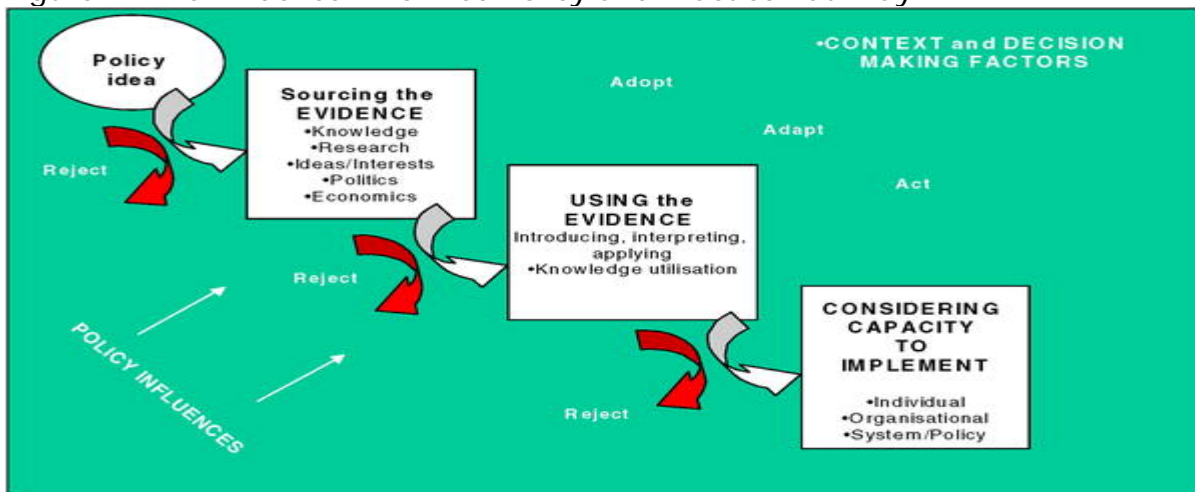 Policy
idea
•CONTEXT and DECISION
MAKING FACTORS
Sourcing the
EVIDENCE
•Knowledge
•Research
•Ideas/Interests
•Politics
•Economics
Adopt
Adapt
Act
Reject
USING the
EVIDENCE
Introducing, interpreting,
applying
•Knowledge utilisation
Reject
POLICY INFLUENCES
CONSIDERING
CAPACITY
TO
IMPLEMENT
•Individual
•Organisational
•System/Policy
Reject